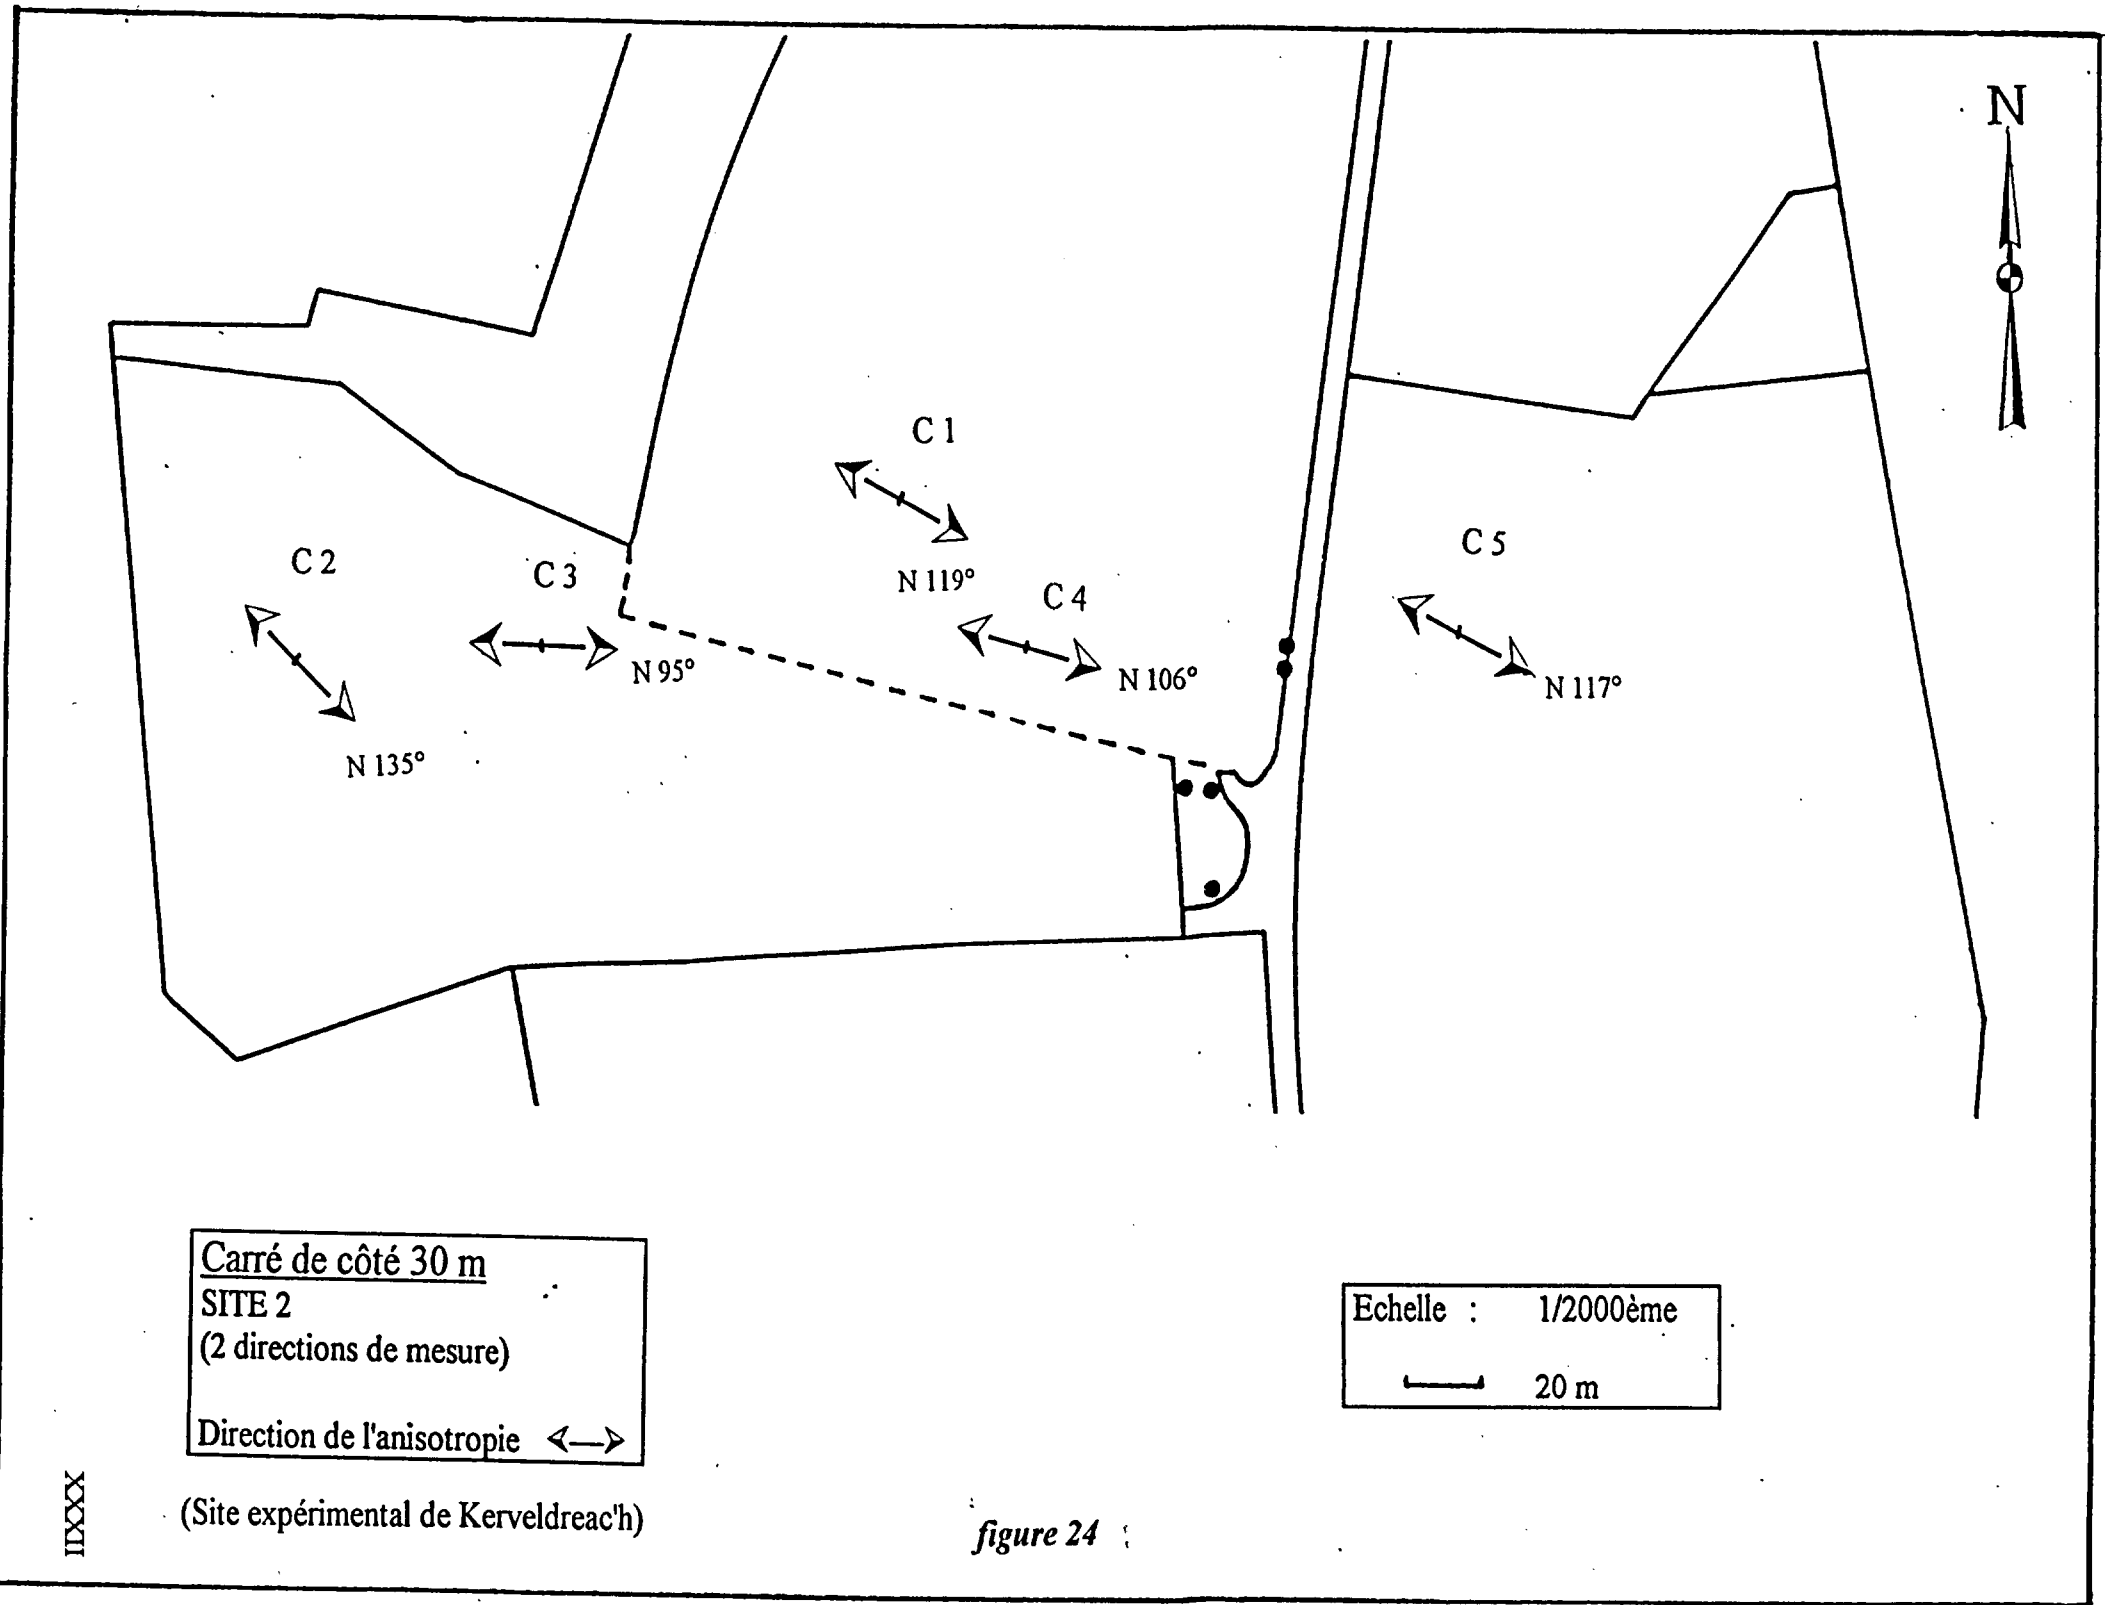 N
C 1
N 119°
C 2
N 135°
C 3
N 95°
C 4
N 106°
C 5
N 117°
Carré de côté 30 m
SITE 2
(2 directions de mesure)
Direction de l'anisotropie
Echelle : 1/2000ème
20 m
(Site expérimental de Kerveldreac'h)
figure 24
XXXII